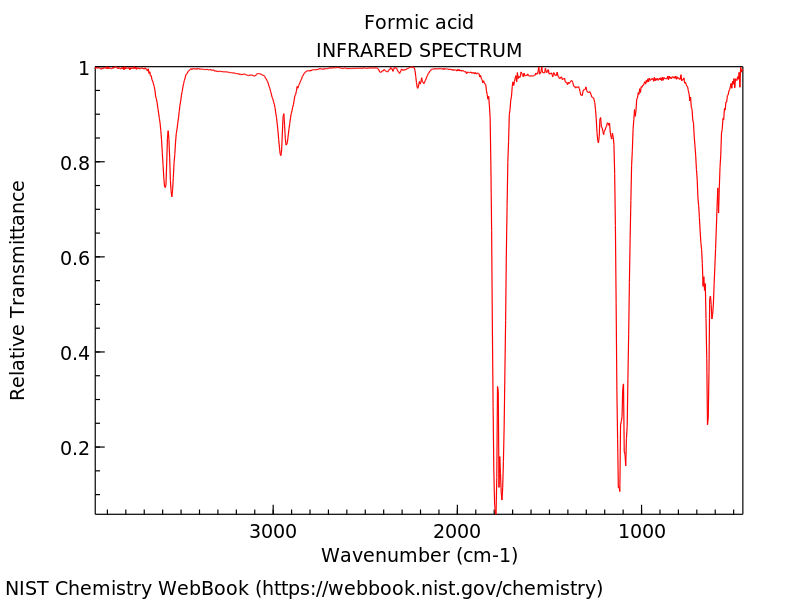 Formic acid
INFRARED SPECTRUM
1
0.8
0.6
0.4
0.2
Relative Transmittance
3000 2000 1000
Wavenumber (cm-1)
NIST Chemistry WebBook (https://webbook.nist.gov/chemistry)